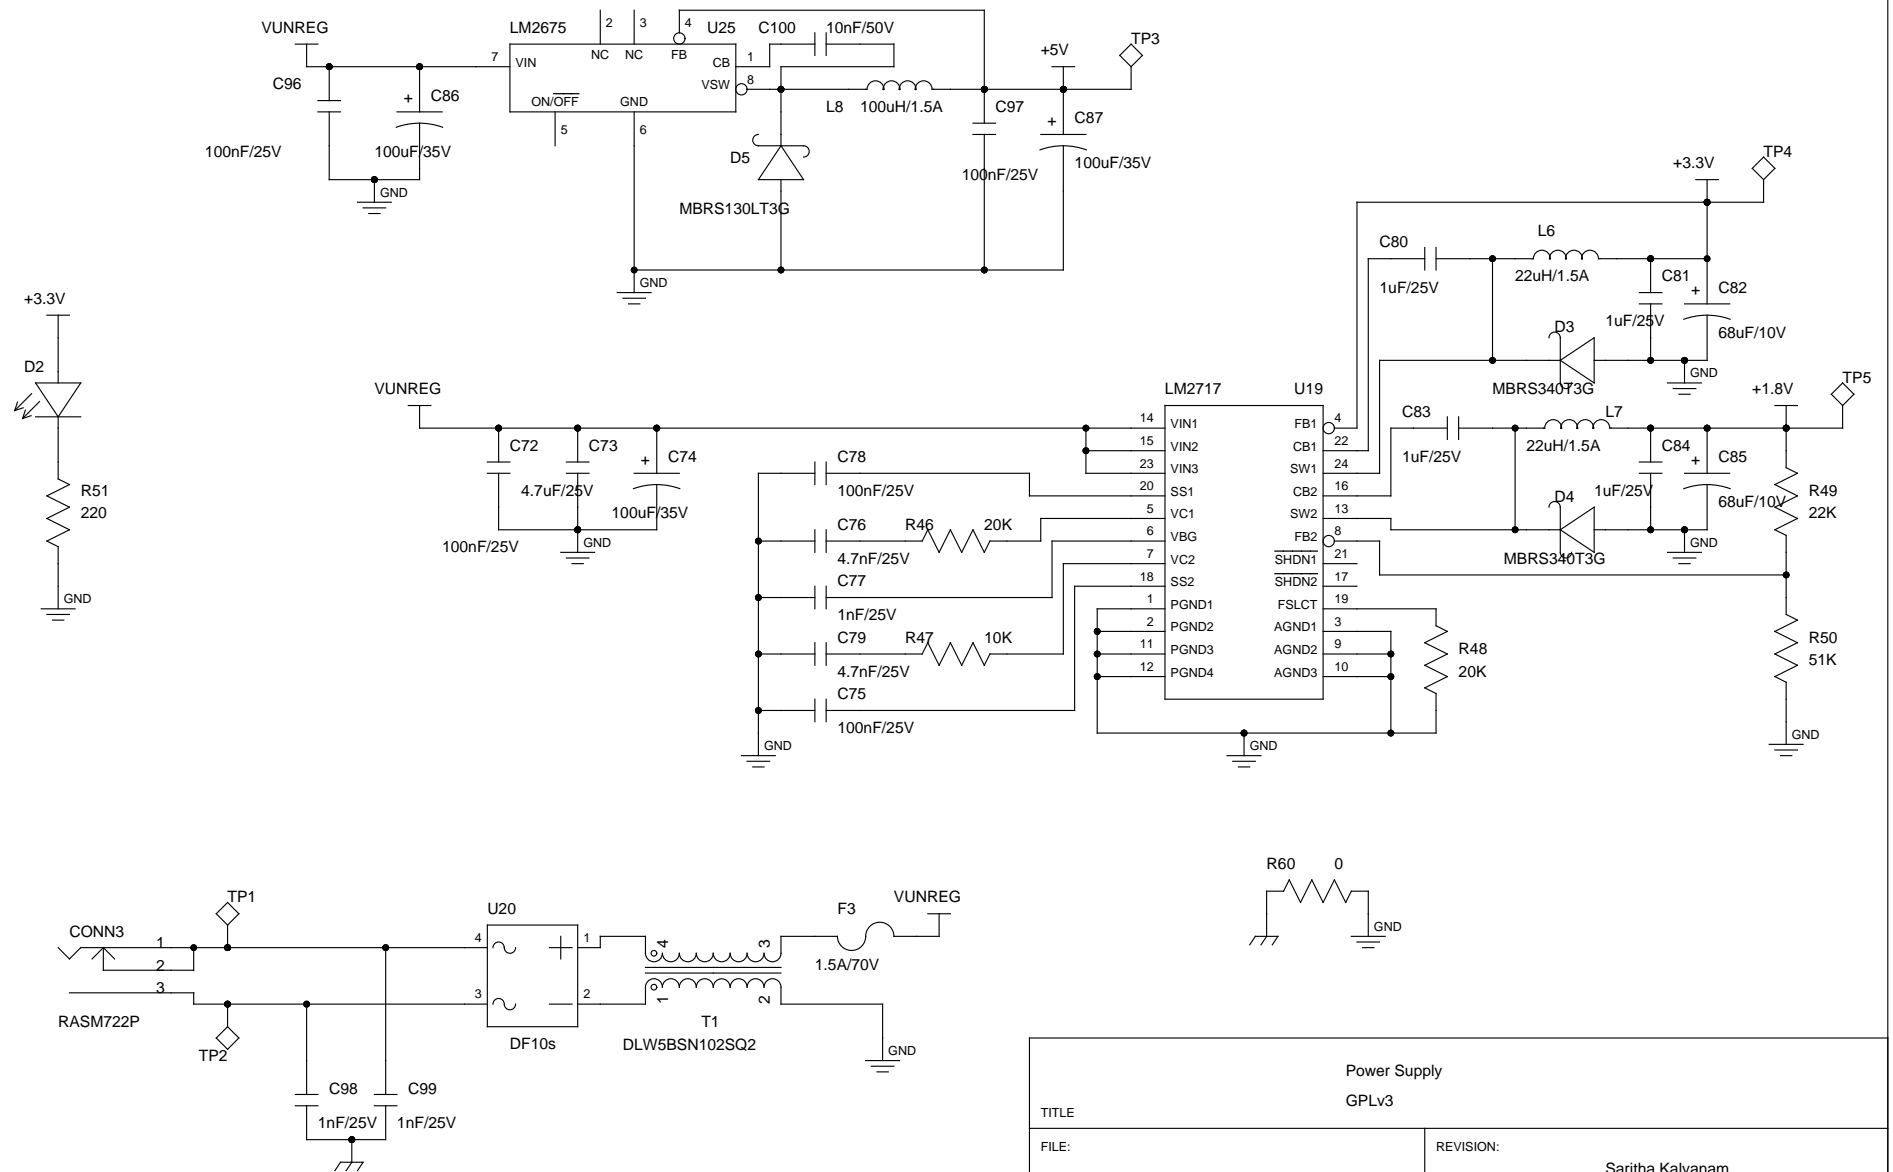 VUNREG
C96
100nF/25V
+
C86
100uF/35V
GND
LM2675
U25
2
3
4
NC
NC
FB
7
VIN
CB
1
VSW
8
ON/OFF
GND
5
6
C100
10nF/50V
L8
100uH/1.5A
D5
MBRS130LT3G
C97
100nF/25V
+5V
TP3
+
C87
100uF/35V
GND
+3.3V
TP4
C80
1uF/25V
L6
22uH/1.5A
C81
1uF/25V
+
C82
68uF/10V
D3
MBRS340T3G
GND
+3.3V
D2
R51
220
GND
VUNREG
C72
100nF/25V
C73
4.7uF/25V
+
C74
100uF/35V
GND
LM2717
U19
14
VIN1
15
VIN2
23
VIN3
20
SS1
5
VC1
6
VBG
7
VC2
18
SS2
1
PGND1
2
PGND2
11
PGND3
12
PGND4
FB1
4
CB1
22
SW1
24
CB2
16
SW2
13
FB2
8
SHDN1
21
SHDN2
17
FSLCT
19
AGND1
3
AGND2
9
AGND3
10
C78
100nF/25V
C76
4.7nF/25V
R46
20K
C77
1nF/25V
C79
4.7nF/25V
R47
10K
C75
100nF/25V
GND
GND
R48
20K
C83
1uF/25V
L7
22uH/1.5A
C84
1uF/25V
+
C85
68uF/10V
D4
MBRS340T3G
GND
+1.8V
TP5
R49
22K
R50
51K
GND
CONN3
RASM722P
1
2
3
TP1
TP2
C98
1nF/25V
C99
1nF/25V
U20
4
3
1
2
DF10s
4
3
1
2
T1
DLW5BSN102SQ2
F3
1.5A/70V
VUNREG
GND
R60
0
GND
Power Supply
GPLv3
TITLE
FILE:
REVISION:
Saritha Kalyanam